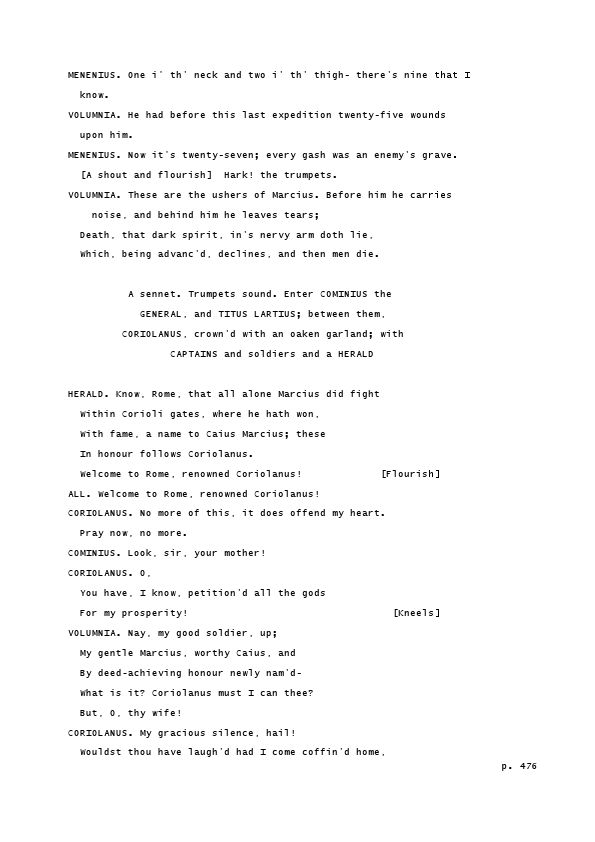 MENENIUS. One i' th' neck and two i' th' thigh- there's nine that I
know.
VOLUMNIA. He had before this last expedition twenty-five wounds
upon him.
MENENIUS. Now it's twenty-seven; every gash was an enemy's grave.
[A shout and flourish]  Hark! the trumpets.
VOLUMNIA. These are the ushers of Marcius. Before him he carries
noise, and behind him he leaves tears;
Death, that dark spirit, in's nervy arm doth lie,
Which, being advanc'd, declines, and then men die.
A sennet. Trumpets sound. Enter COMINIUS the
GENERAL, and TITUS LARTIUS; between them,
CORIOLANUS, crown'd with an oaken garland; with
CAPTAINS and soldiers and a HERALD
HERALD. Know, Rome, that all alone Marcius did fight
Within Corioli gates, where he hath won,
With fame, a name to Caius Marcius; these
In honour follows Coriolanus.
Welcome to Rome, renowned Coriolanus! [Flourish]
ALL. Welcome to Rome, renowned Coriolanus!
CORIOLANUS. No more of this, it does offend my heart.
Pray now, no more.
COMINIUS. Look, sir, your mother!
CORIOLANUS. O,
You have, I know, petition'd all the gods
For my prosperity! [Kneels]
VOLUMNIA. Nay, my good soldier, up;
My gentle Marcius, worthy Caius, and
By deed-achieving honour newly nam'd-
What is it? Coriolanus must I can thee?
But, O, thy wife!
CORIOLANUS. My gracious silence, hail!
Wouldst thou have laugh'd had I come coffin'd home,
p. 476